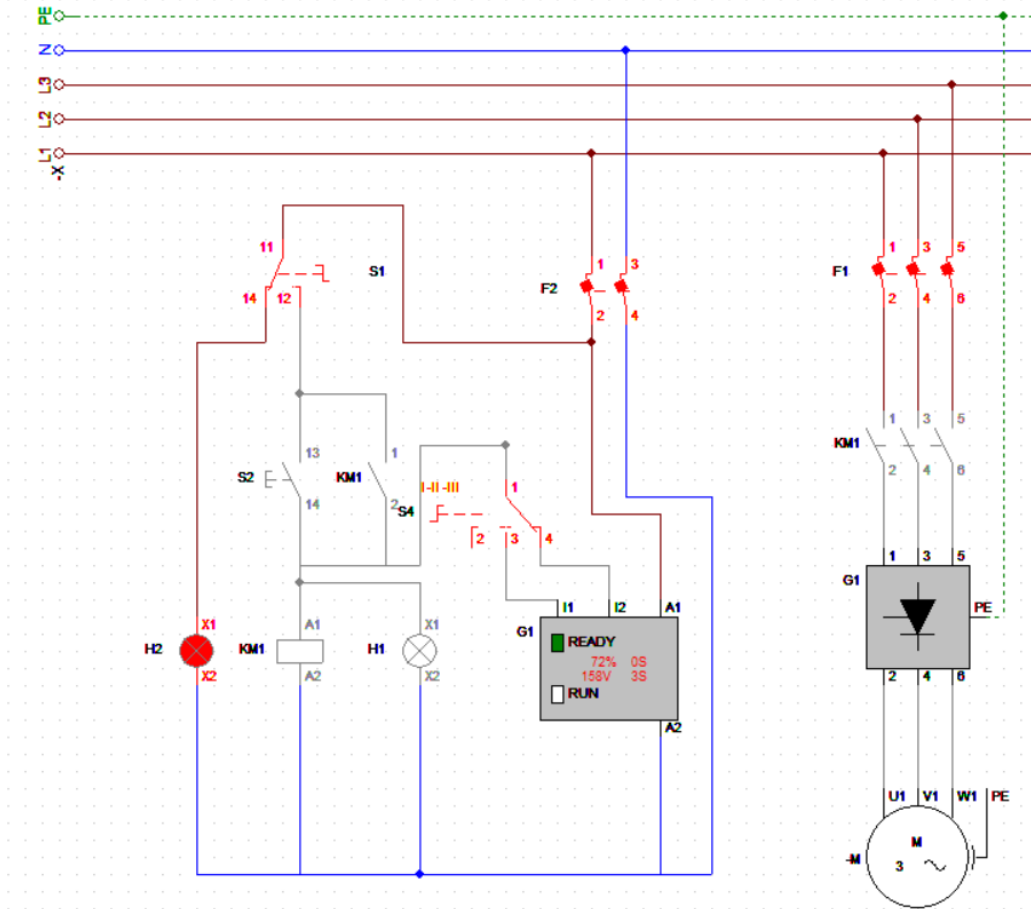 PE
N
L3
L2
L1
-X
11
S1
14 12
F2
1 3
2 4
F1
1 3 5
2 4 6
13
S2
14
KM1
1
2
I-II-III
S4
1
2 3 4
KM1
1 3 5
2 4 6
I1 I2 A1
G1
READY
72% 0S
158V 3S
RUN
A2
H2
X1
X2
KM1
A1
A2
H1
X1
X2
G1
1 3 5
PE
2 4 6
U1 V1 W1 PE
-M
M
3